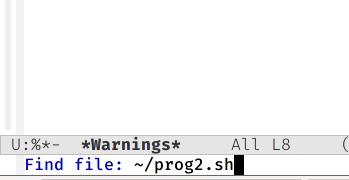 U:%*-  *Warnings*     All L8     (
Find file: ~/prog2.sh